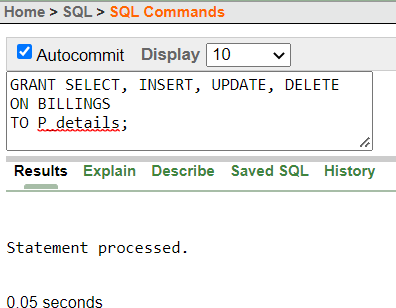 Home > SQL > SQL Commands
Autocommit Display 10
GRANT SELECT, INSERT, UPDATE, DELETE
ON BILLINGS
TO P_details;
Results Explain Describe Saved SQL History
Statement processed.
0.05 seconds